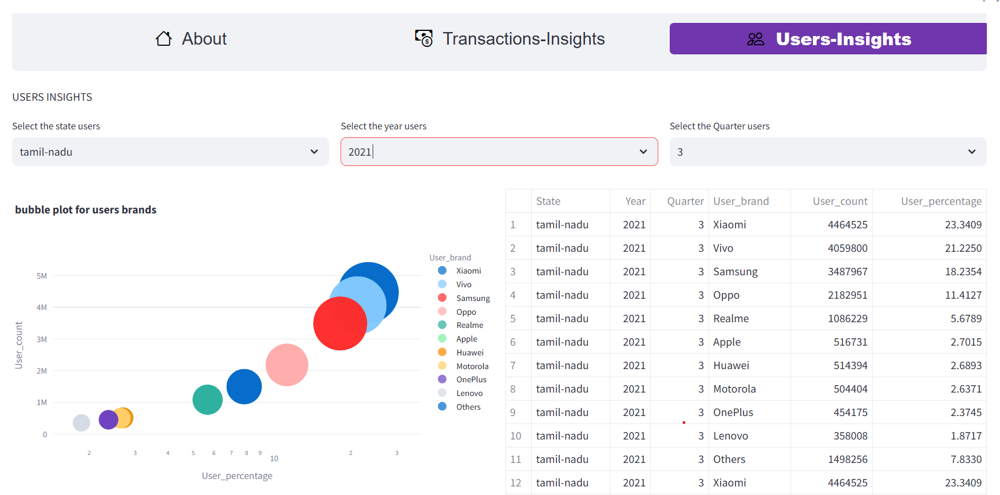 About
Transactions-Insights
Users-Insights
USERS INSIGHTS
Select the state users
Select the year users
Select the Quarter users
tamil-nadu
2021
3
bubble plot for users brands
User_brand
Xiaomi
Vivo
Samsung
Oppo
Realme
Apple
Huawei
Motorola
OnePlus
Lenovo
Others
5M
4M
3M
2M
1M
0
User_count
2 3 4 5 6 7 8 9 10 2 3
User_percentage
State Year Quarter User_brand User_count User_percentage
1 tamil-nadu 2021 3 Xiaomi 4464525 23.3409
2 tamil-nadu 2021 3 Vivo 4059800 21.2250
3 tamil-nadu 2021 3 Samsung 3487967 18.2354
4 tamil-nadu 2021 3 Oppo 2182951 11.4127
5 tamil-nadu 2021 3 Realme 1086229 5.6789
6 tamil-nadu 2021 3 Apple 516731 2.7015
7 tamil-nadu 2021 3 Huawei 514394 2.6893
8 tamil-nadu 2021 3 Motorola 504404 2.6371
9 tamil-nadu 2021 3 OnePlus 454175 2.3745
10 tamil-nadu 2021 3 Lenovo 358008 1.8717
11 tamil-nadu 2021 3 Others 1498256 7.8330
12 tamil-nadu 2021 3 Xiaomi 4464525 23.3409